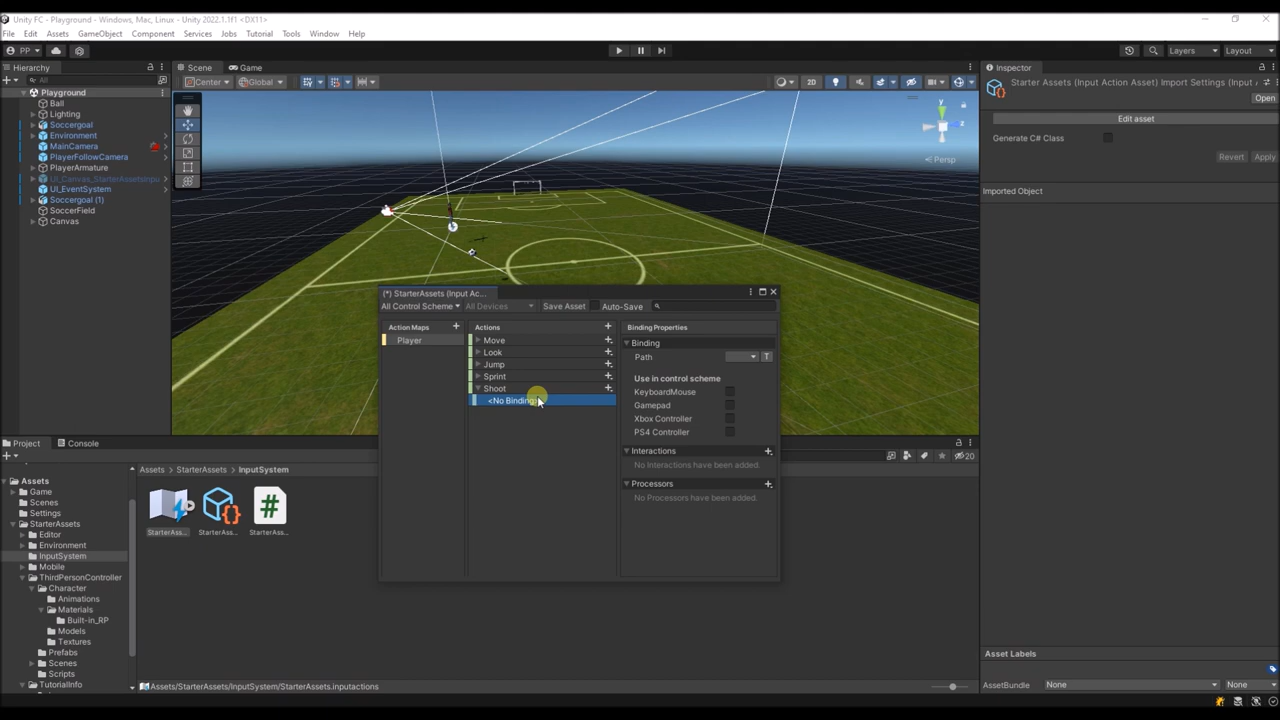 Unity FC - Playground - Windows, Mac, Linux - Unity 2022.1.1f1 <DX11>
File Edit Assets GameObject Component Services Jobs Tutorial Tools Window Help
PP Layers Layout
Hierarchy Scene Game Inspector
All Center Global 2D
Playground
Ball
Lighting
Soccergoal
Environment
MainCamera
PlayerFollowCamera
PlayerArmature
UI_Canvas_StarterAssetsInpu
UI_EventSystem
Soccergoal (1)
SoccerField
Canvas
y
z
Persp
Starter Assets (Input Action Asset) Import Settings (Input A
Open
Edit asset
Generate C# Class
Revert Apply
Imported Object
(*) StarterAssets (Input Ac...
All Control Scheme All Devices Save Asset Auto-Save
Action Maps Actions Binding Properties
Player
Move
Look
Jump
Sprint
Shoot
<No Binding>
Binding
Path T
Use in control scheme
KeyboardMouse
Gamepad
Xbox Controller
PS4 Controller
Interactions
No Interactions have been added.
Processors
No Processors have been added.
Project Console
20
Assets
Game
Scenes
Settings
StarterAssets
Editor
Environment
InputSystem
Mobile
ThirdPersonController
Character
Animations
Materials
Built-in_RP
Models
Textures
Prefabs
Scenes
Scripts
TutorialInfo
Assets > StarterAssets > InputSystem
StarterAss... StarterAss... StarterAss...
Assets/StarterAssets/InputSystem/StarterAssets.inputactions
Asset Labels
AssetBundle None None